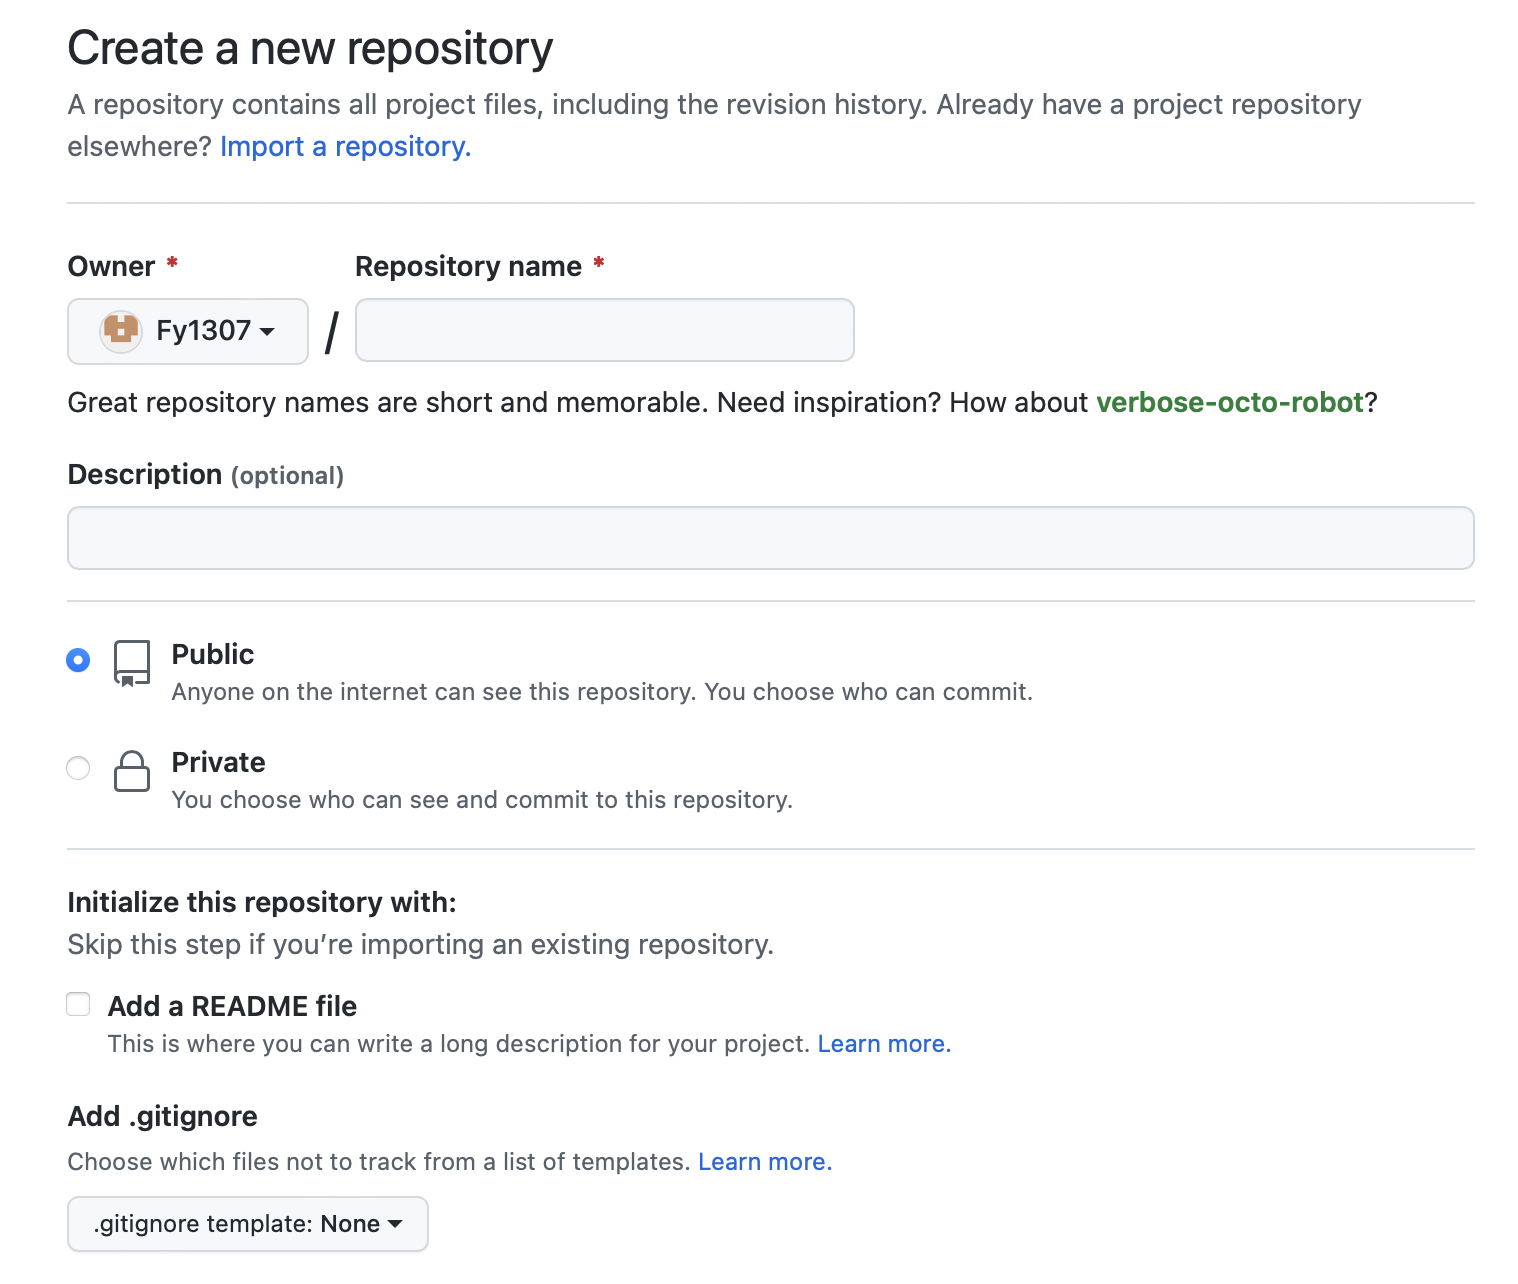 Create a new repository
A repository contains all project files, including the revision history. Already have a project repository
elsewhere? Import a repository.
Owner * Repository name *
Fy1307 /
Great repository names are short and memorable. Need inspiration? How about verbose-octo-robot?
Description (optional)
Public
Anyone on the internet can see this repository. You choose who can commit.
Private
You choose who can see and commit to this repository.
Initialize this repository with:
Skip this step if you’re importing an existing repository.
Add a README file
This is where you can write a long description for your project. Learn more.
Add .gitignore
Choose which files not to track from a list of templates. Learn more.
.gitignore template: None